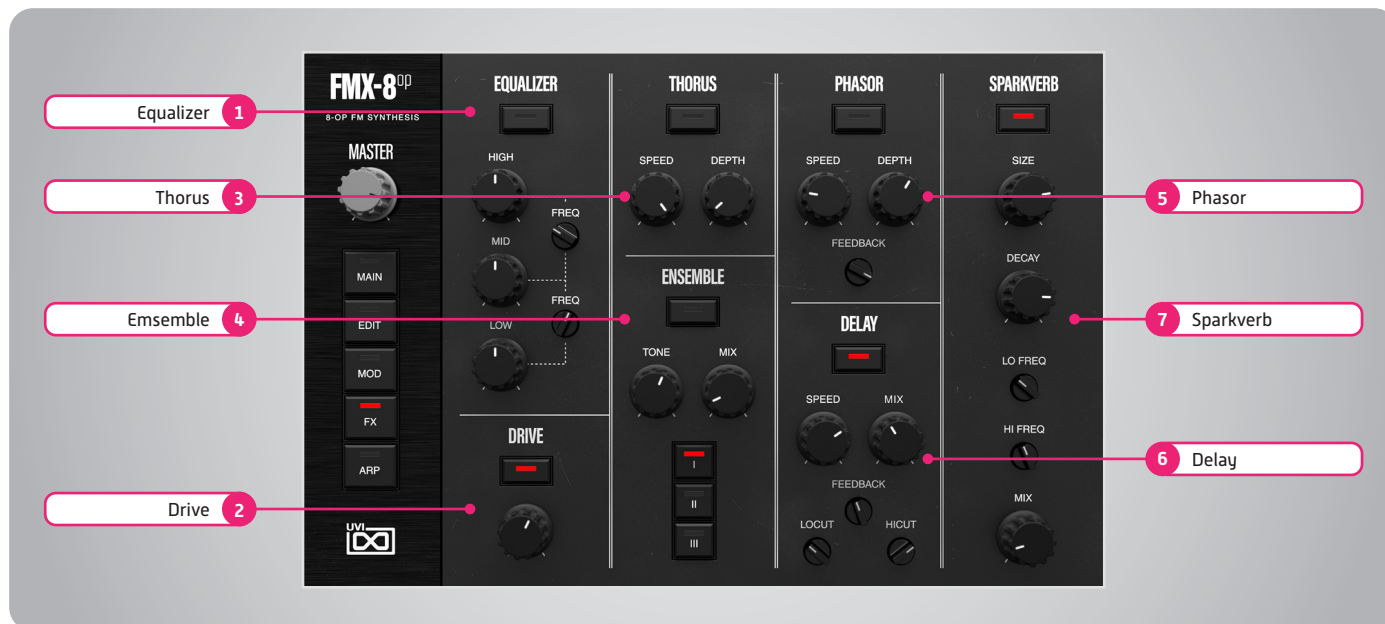 Equalizer 1
Drive 2
Thorus 3
Emsemble 4
5 Phasor
6 Delay
7 Sparkverb
FMX-8op
8-OP FM SYNTHESIS
MASTER
MAIN
EDIT
MOD
FX
ARP
UVI
EQUALIZER
HIGH
FREQ
MID
FREQ
LOW
DRIVE
THORUS
SPEED DEPTH
ENSEMBLE
TONE MIX
I
II
III
PHASOR
SPEED DEPTH
FEEDBACK
DELAY
SPEED MIX
FEEDBACK
LOCUT HICUT
SPARKVERB
SIZE
DECAY
LO FREQ
HI FREQ
MIX